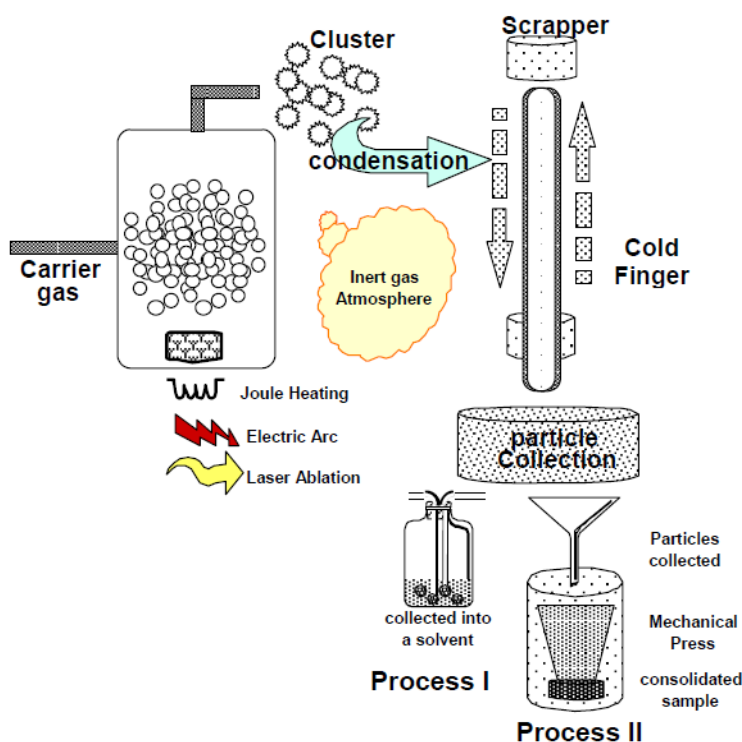 Cluster
Scrapper
condensation
Carrier
gas
Inert gas
Atmosphere
Cold
Finger
Joule Heating
Electric Arc
Laser Ablation
particle
Collection
Particles
collected
collected into
a solvent
Mechanical
Press
consolidated
sample
Process I
Process II